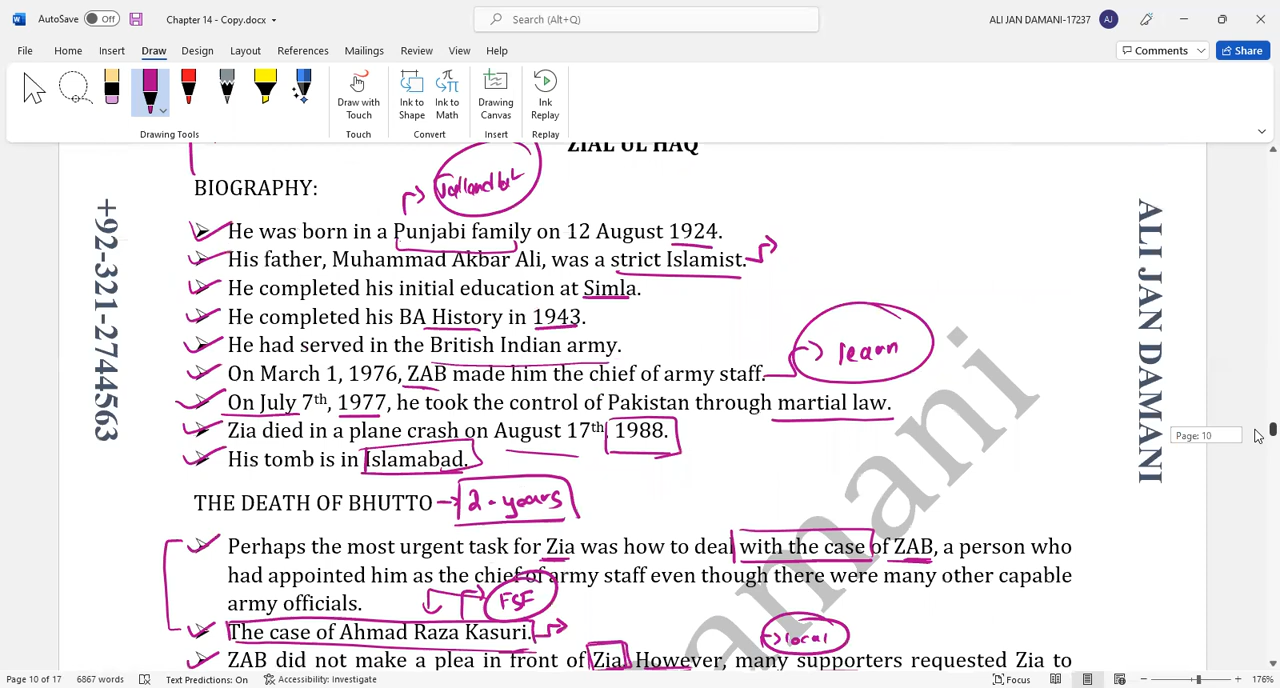 AutoSave Off Chapter 14 - Copy.docx Search (Alt+Q) ALI JAN DAMANI-17237 AJ
File Home Insert Draw Design Layout References Mailings Review View Help Comments Share
Draw with Touch Ink to Shape Ink to Math Drawing Canvas Ink Replay
Drawing Tools Touch Convert Insert Replay
ZIAL UL HAQ
BIOGRAPHY:
He was born in a Punjabi family on 12 August 1924.
His father, Muhammad Akbar Ali, was a strict Islamist.
He completed his initial education at Simla.
He completed his BA History in 1943.
He had served in the British Indian army.
learn
On March 1, 1976, ZAB made him the chief of army staff.
On July 7th, 1977, he took the control of Pakistan through martial law.
Zia died in a plane crash on August 17th 1988.
His tomb is in Islamabad.
THE DEATH OF BHUTTO 2-years
Perhaps the most urgent task for Zia was how to deal with the case of ZAB, a person who
had appointed him as the chief of army staff even though there were many other capable
army officials.
FSF
The case of Ahmad Raza Kasuri.
local
ZAB did not make a plea in front of Zia. However, many supporters requested Zia to
+92-321-2744563
ALI JAN DAMANI
amani
Page: 10
Page 10 of 17 6867 words Text Predictions: On Accessibility: Investigate Focus 176%